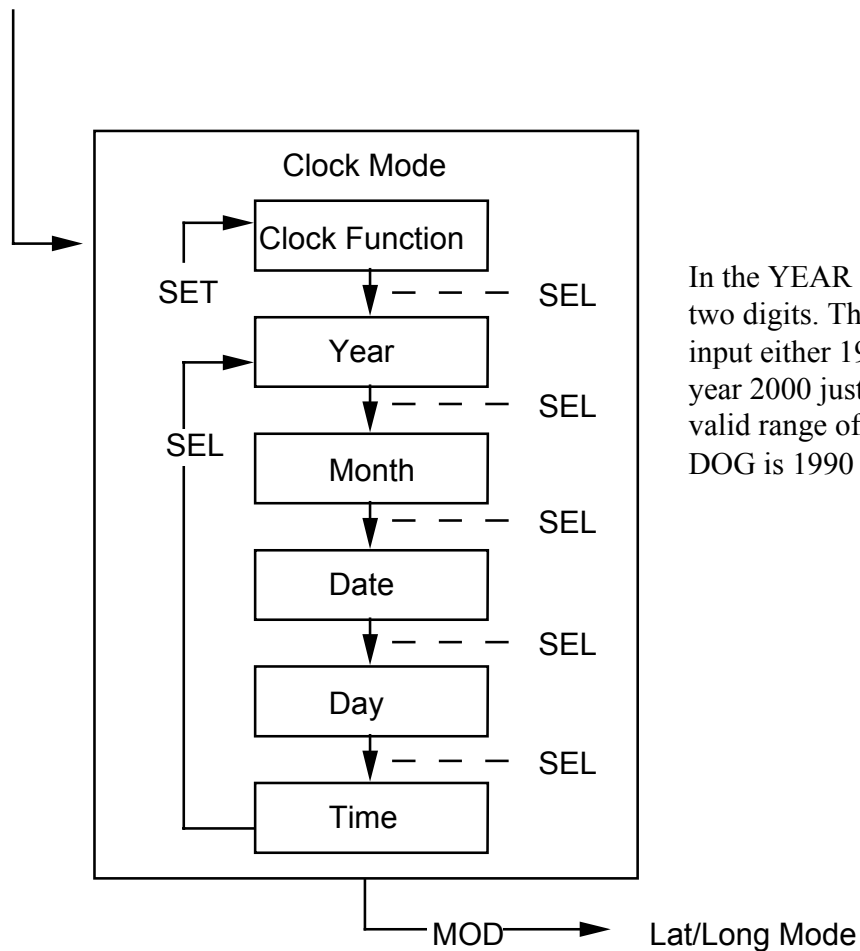 Clock Mode
Clock Function
SET
SEL
Year
SEL
SEL
Month
SEL
Date
SEL
Day
SEL
Time
MOD
Lat/Long Mode
In the YEAR
two digits. Th
input either 19
year 2000 just
valid range of
DOG is 1990